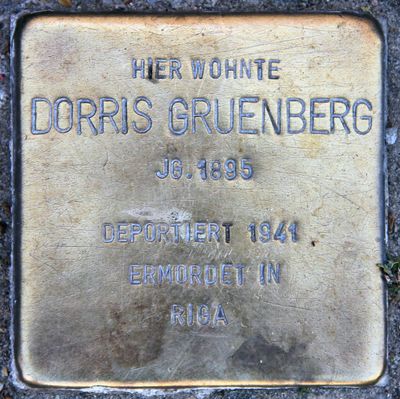 HIER WOHNTE
DORRIS GRUENBERG
JG. 1895
DEPORTIERT 1941
ERMORDET IN
RIGA